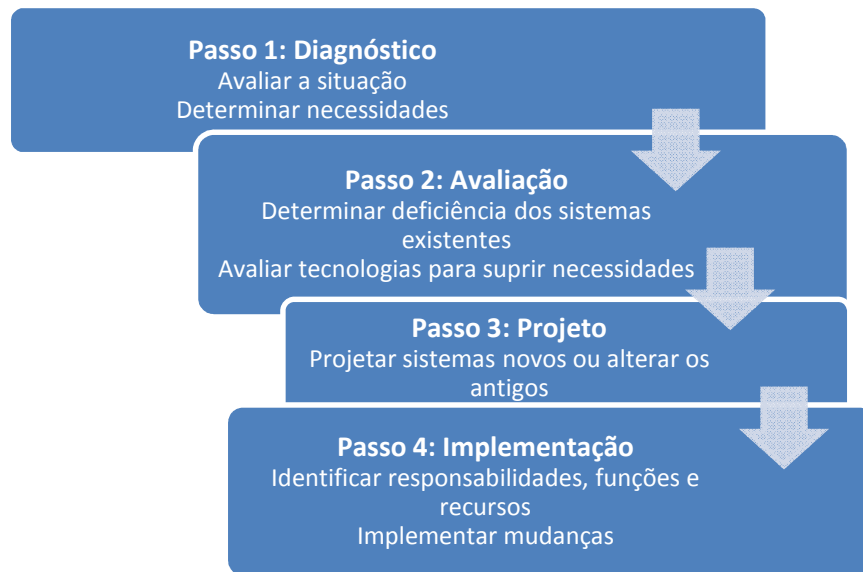 Passo 1: Diagnóstico
Avaliar a situação
Determinar necessidades
Passo 2: Avaliação
Determinar deficiência dos sistemas
existentes
Avaliar tecnologias para suprir necessidades
Passo 3: Projeto
Projetar sistemas novos ou alterar os
antigos
Passo 4: Implementação
Identificar responsabilidades, funções e
recursos
Implementar mudanças